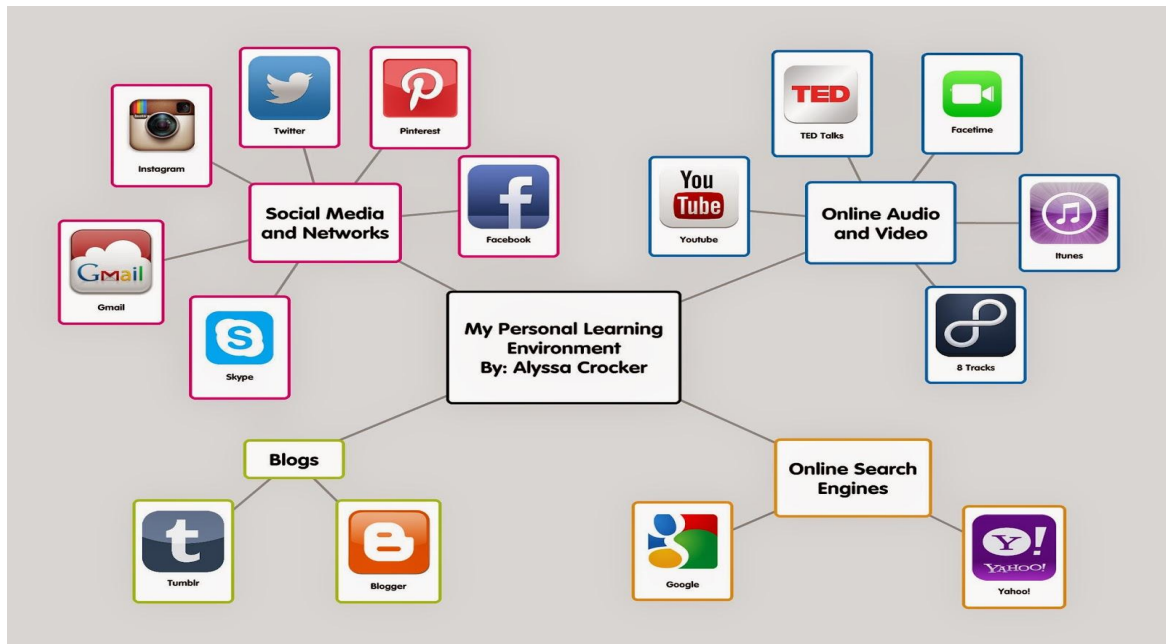 Instagram
Twitter
Pinterest
Facebook
GMail
Gmail
S
Skype
Social Media
and Networks
TED
TED Talks
Facetime
You
Tube
Youtube
Itunes
8 Tracks
Online Audio
and Video
My Personal Learning
Environment
By: Alyssa Crocker
Blogs
t
Tumblr
B
Blogger
Online Search
Engines
g
Google
Y!
YAHOO!
Yahoo!
P
f